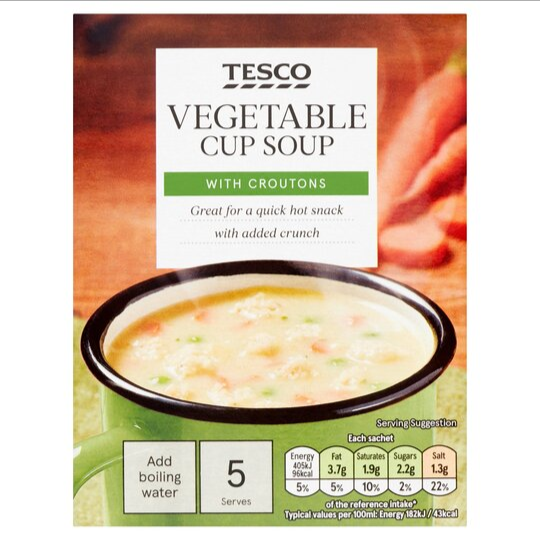 TESCO
VEGETABLE
CUP SOUP
WITH CROUTONS
Great for a quick hot snack
with added crunch
Serving Suggestion
Add
boiling
water
5
Serves
Each sachet
Energy Fat Saturates Sugars Salt
405kJ
96kcal 3.7g 1.9g 2.2g 1.3g
5% 5% 10% 2% 22%
of the reference intake*
Typical values per 100ml: Energy 182kJ / 43kcal